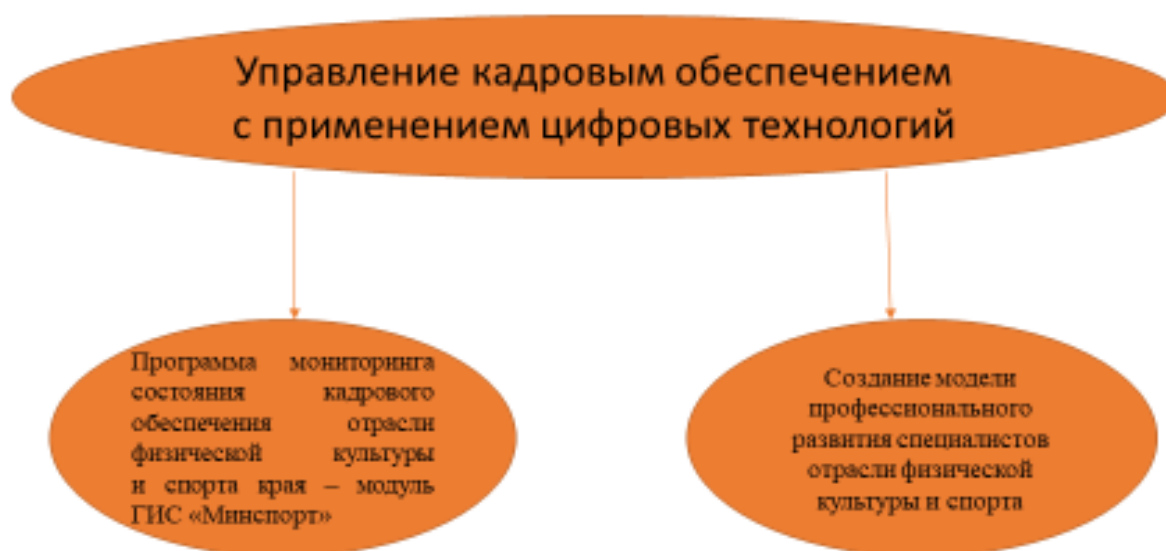 Управление кадровым обеспечением
с применением цифровых технологий
Программа мониторинга
состояния кадрового
обеспечения отрасли
физической культуры
и спорта края – модуль
ГИС «Минспорт»
Создание модели
профессионального
развития специалистов
отрасли физической
культуры и спорта